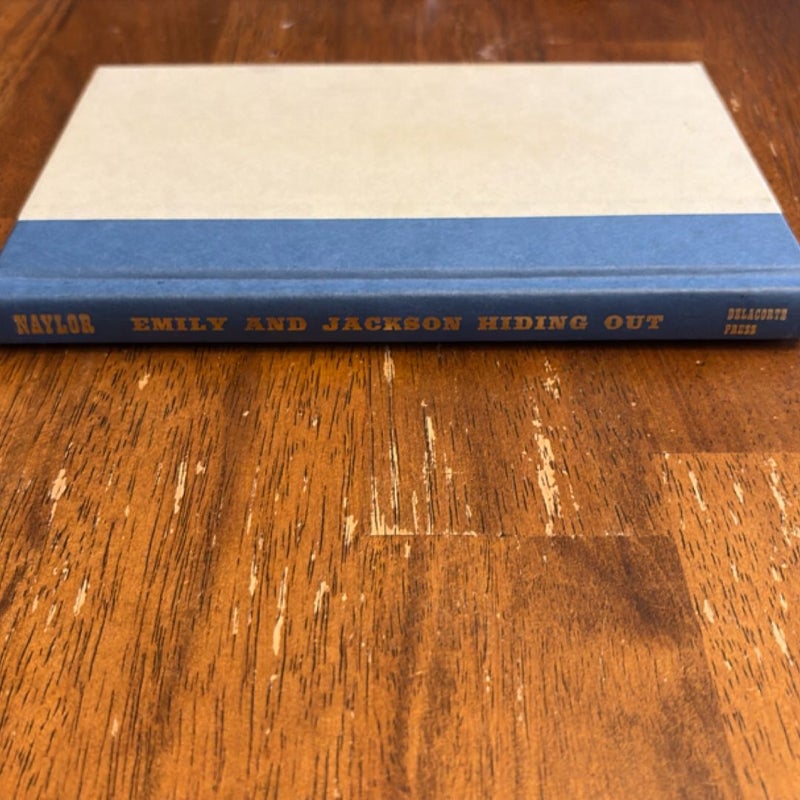 NAYLOR
EMILY AND JACKSON HIDING OUT
DELACORTE
PRESS